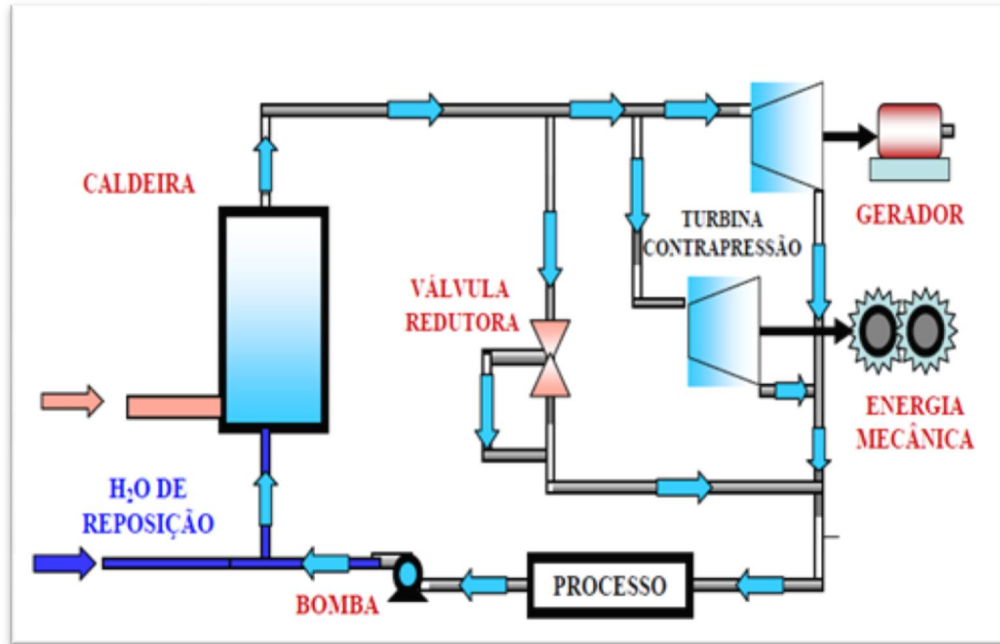 CALDEIRA
TURBINA
CONTRAPRESSÃO
GERADOR
VÁLVULA
REDUTORA
ENERGIA
MECÂNICA
H₂O DE
REPOSIÇÃO
BOMBA
PROCESSO